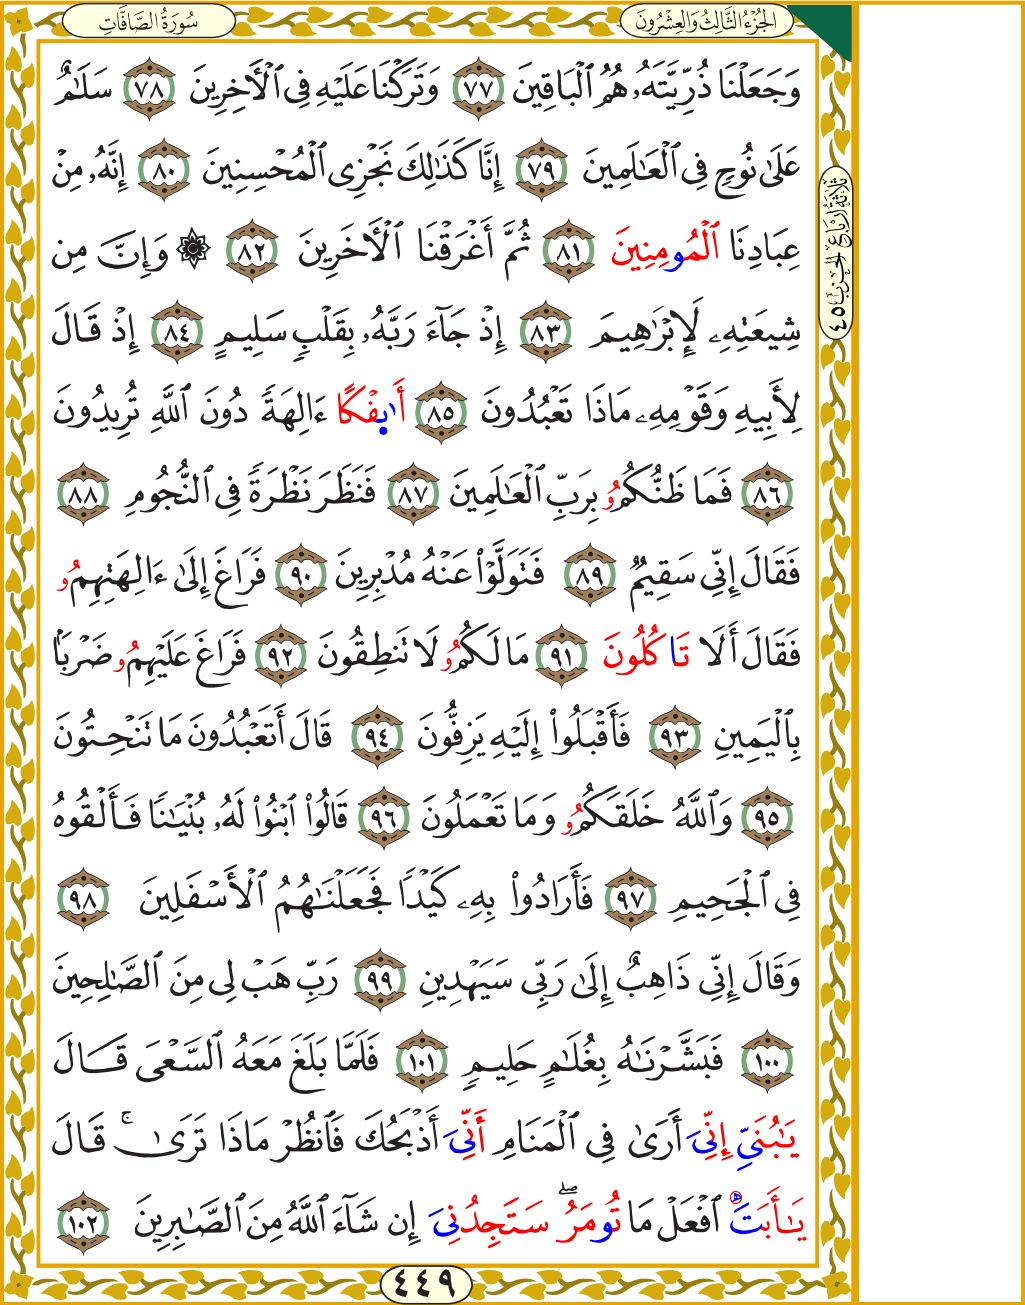 الجُزْءُ الثَّالِثُ وَالعِشْرُونَ
سُورَةُ الصَّافَّاتِ
وَجَعَلْنَا ذُرِّيَّتَهُۥ هُمُ ٱلْبَاقِينَ ٧٧ وَتَرَكْنَا عَلَيْهِ فِي ٱلْأَخِرِينَ ٧٨ سَلَٰمٌ
عَلَىٰ نُوحٍ فِي ٱلْعَٰلَمِينَ ٧٩ إِنَّا كَذَٰلِكَ نَجْزِي ٱلْمُحْسِنِينَ ٨٠ إِنَّهُۥ مِنْ
عِبَادِنَا ٱلْمُومِنِينَ ٨١ ثُمَّ أَغْرَقْنَا ٱلْأَخَرِينَ ٨٢ ۞ وَإِنَّ مِن
شِيعَتِهِۦ لَإِبْرَٰهِيمَ ٨٣ إِذْ جَآءَ رَبَّهُۥ بِقَلْبٍ سَلِيمٍ ٨٤ إِذْ قَالَ
لِأَبِيهِ وَقَوْمِهِۦ مَاذَا تَعْبُدُونَ ٨٥ أَٰ۪فْكًا ءَالِهَةً دُونَ ٱللَّهِ تُرِيدُونَ
٨٦ فَمَا ظَنُّكُمُۥ بِرَبِّ ٱلْعَٰلَمِينَ ٨٧ فَنَظَرَ نَظْرَةً فِي ٱلنُّجُومِ ٨٨
فَقَالَ إِنِّي سَقِيمٌ ٨٩ فَتَوَلَّوْاْ عَنْهُ مُدْبِرِينَ ٩٠ فَرَاغَ إِلَىٰ ءَالِهَتِهِمُۥ
فَقَالَ أَلَا تَاكُلُونَ ٩١ مَا لَكُمُۥ لَا تَنطِقُونَ ٩٢ فَرَاغَ عَلَيْهِمُۥ ضَرْبًۢا
بِٱلْيَمِينِ ٩٣ فَأَقْبَلُوٓاْ إِلَيْهِ يَزِفُّونَ ٩٤ قَالَ أَتَعْبُدُونَ مَا تَنْحِتُونَ
٩٥ وَٱللَّهُ خَلَقَكُمُۥ وَمَا تَعْمَلُونَ ٩٦ قَالُواْ ٱبْنُواْ لَهُۥ بُنْيَٰنًا فَأَلْقُوهُ
فِي ٱلْجَحِيمِ ٩٧ فَأَرَادُواْ بِهِۦ كَيْدًا فَجَعَلْنَٰهُمُ ٱلْأَسْفَلِينَ ٩٨
وَقَالَ إِنِّي ذَاهِبٌ إِلَىٰ رَبِّي سَيَهْدِينِ ٩٩ رَبِّ هَبْ لِي مِنَ ٱلصَّٰلِحِينَ
١٠٠ فَبَشَّرْنَٰهُ بِغُلَٰمٍ حَلِيمٍ ١٠١ فَلَمَّا بَلَغَ مَعَهُ ٱلسَّعْيَ قَالَ
يَٰبُنَيِّ إِنِّيَ أَرَىٰ فِي ٱلْمَنَامِ أَنِّيَ أَذْبَحُكَ فَٱنظُرْ مَاذَا تَرَىٰۚ قَالَ
يَٰأَبَتَ ٱفْعَلْ مَا تُومَرُۖ سَتَجِدُنِيَ إِن شَآءَ ٱللَّهُ مِنَ ٱلصَّٰبِرِينَ ١٠٢
ثَلَاثَةُ أَرْبَاعِ الحِزْبِ ٤٥
٤٤٩